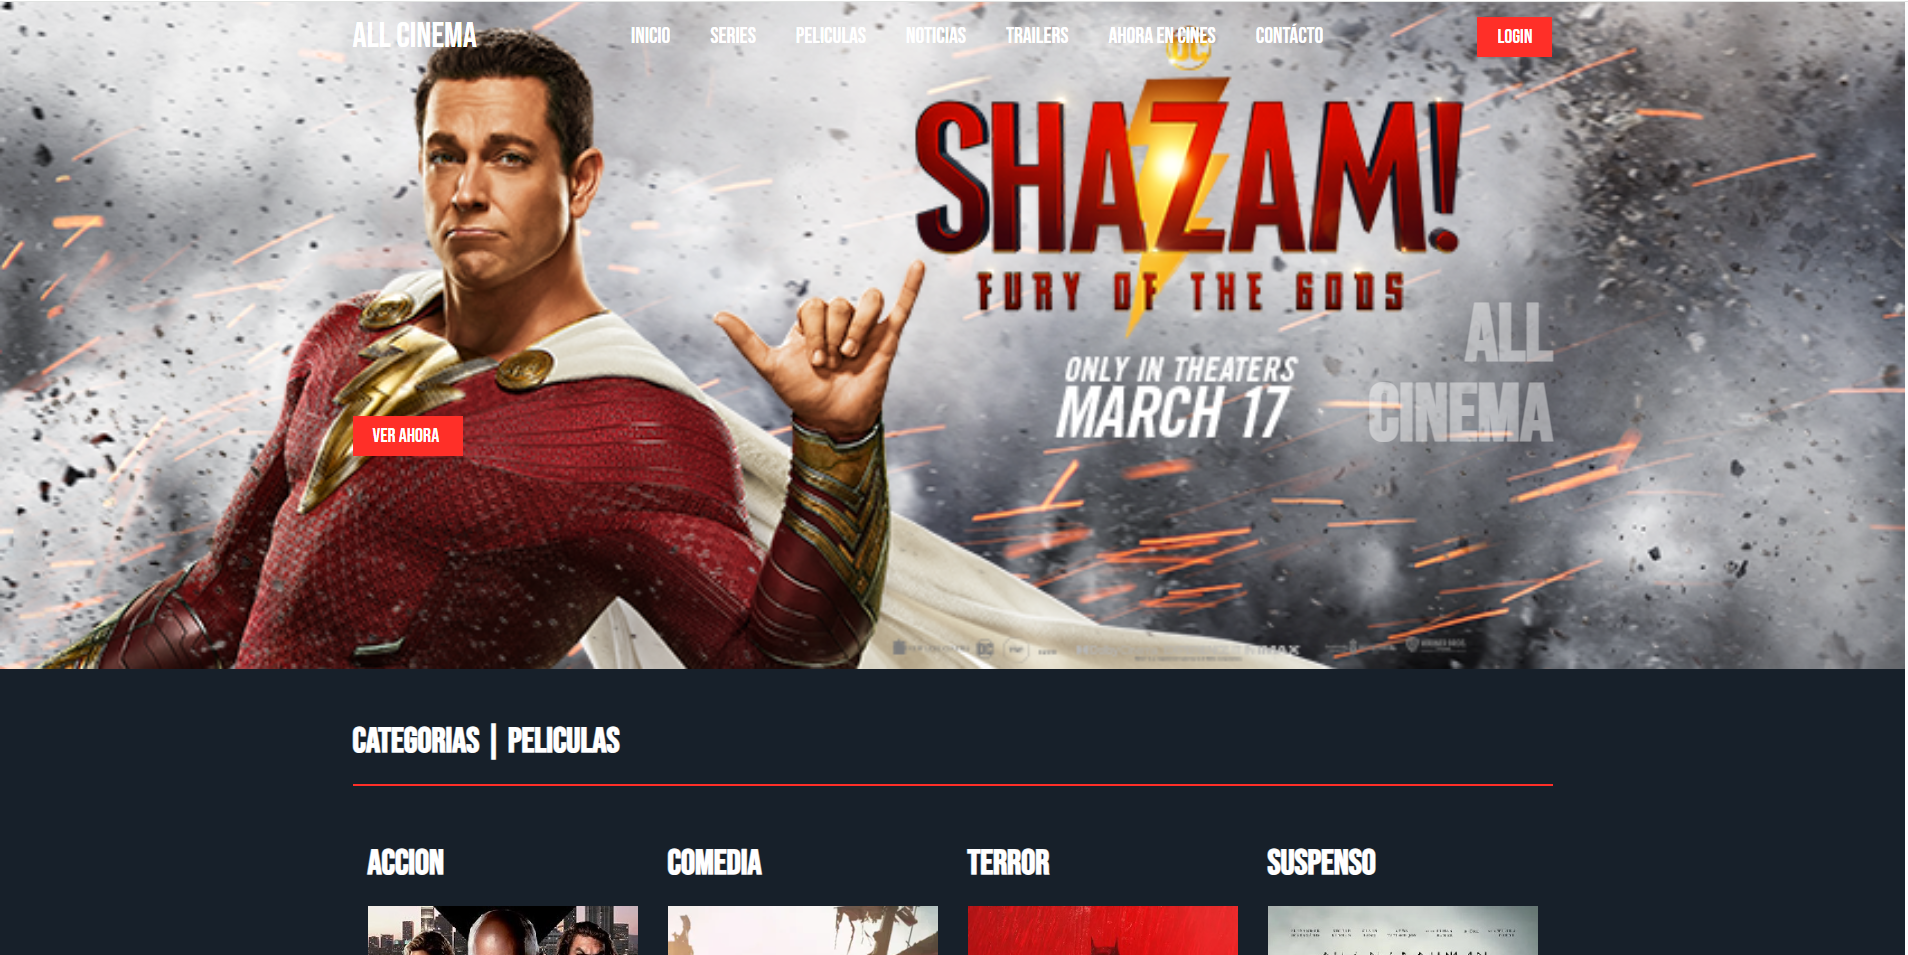 ALL CINEMA
INICIO SERIES PELICULAS NOTICIAS TRAILERS AHORA EN CINES CONTÁCTO
LOGIN
DC
SHAZAM!
FURY OF THE GODS
ONLY IN THEATERS
MARCH 17
ALL
CINEMA
VER AHORA
CATEGORIAS | PELICULAS
ACCION
COMEDIA
TERROR
SUSPENSO